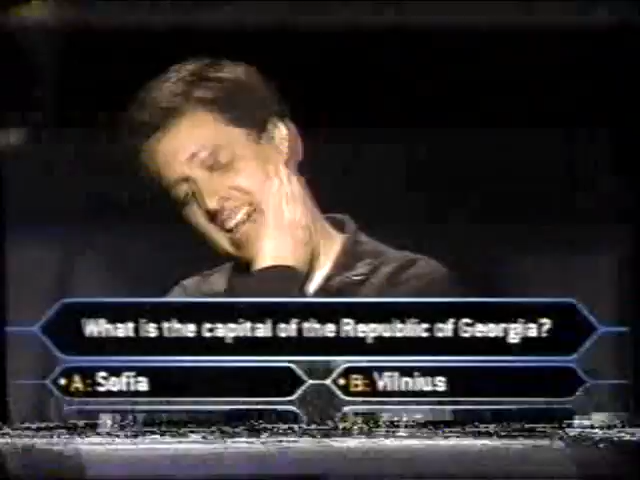 What is the capital of the Republic of Georgia?
A: Sofia
B: Vilnius